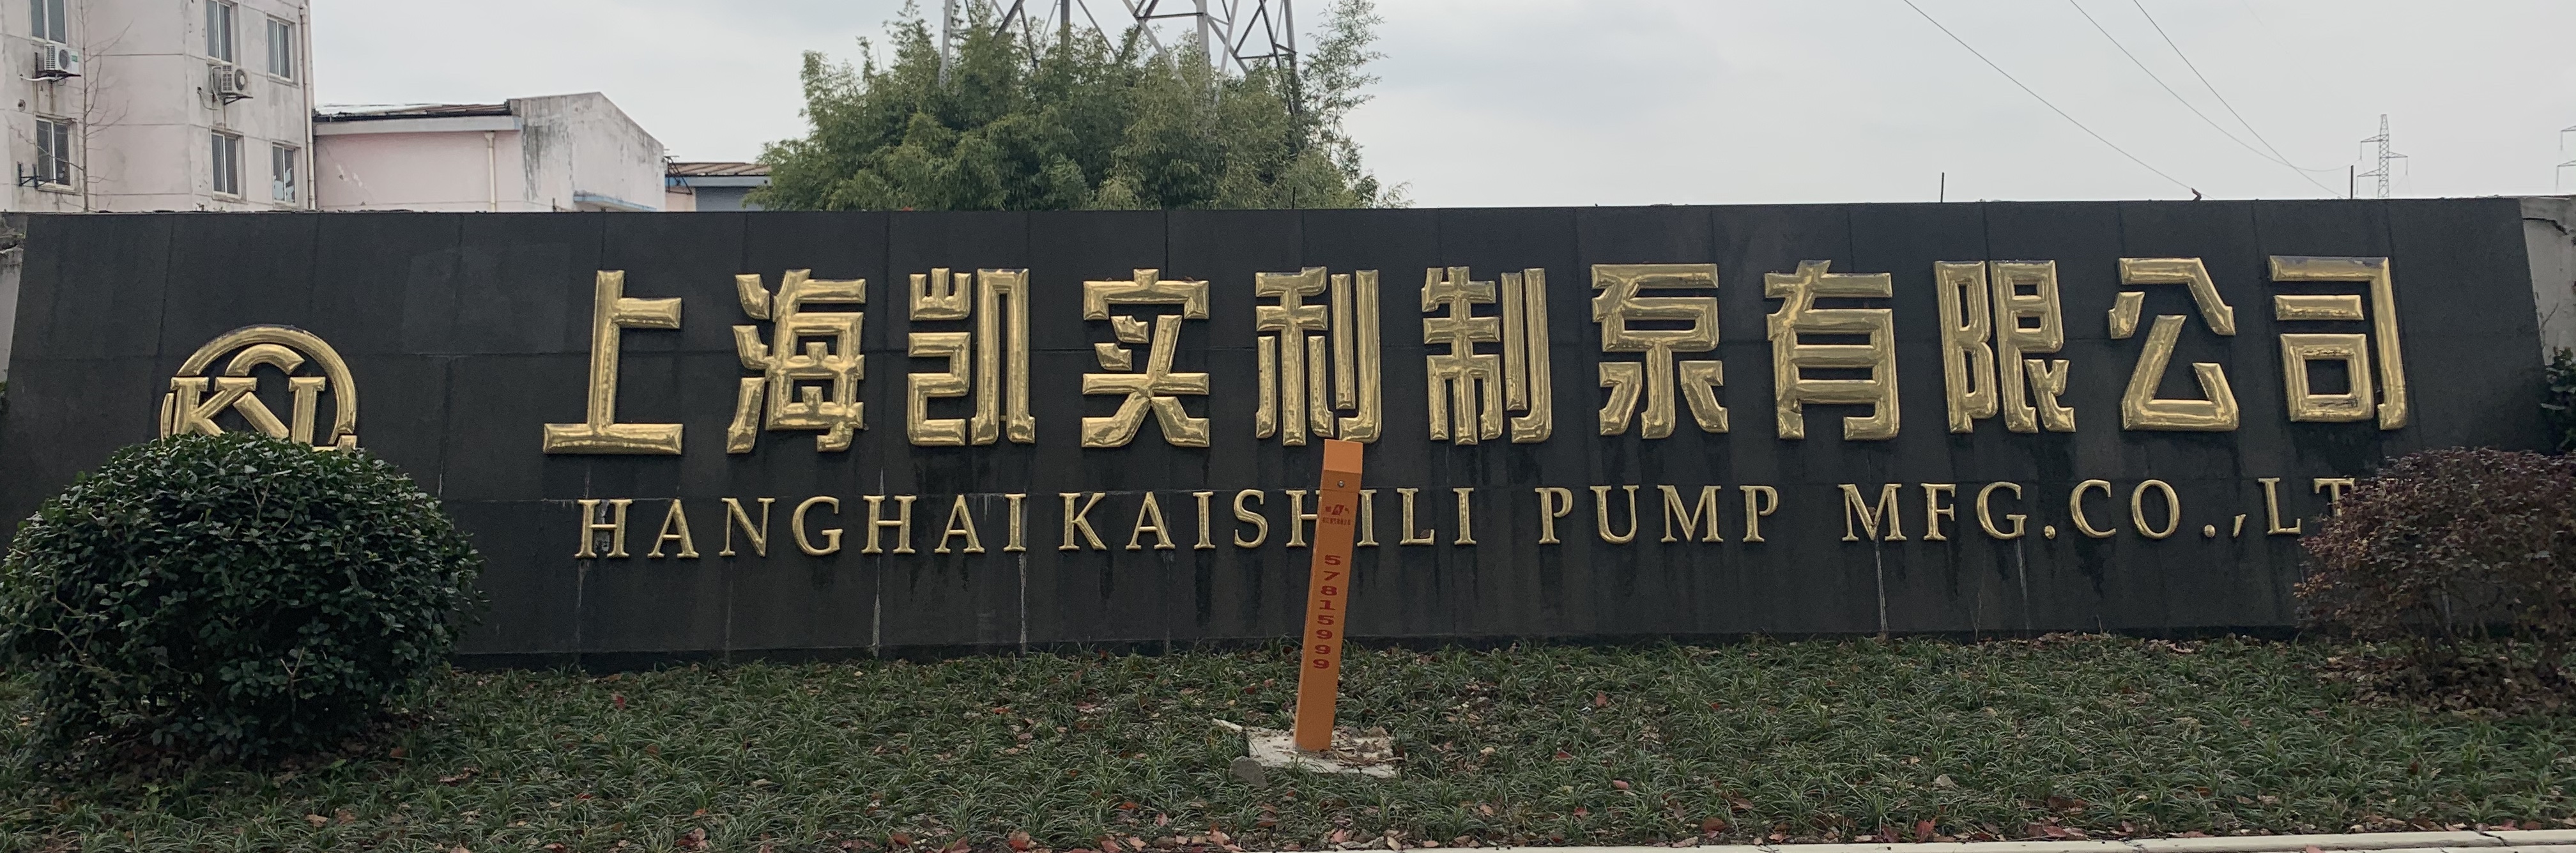 上海凯实利制泵有限公司
HANGHAI KAISHILI PUMP MFG.CO.,LT
57815999